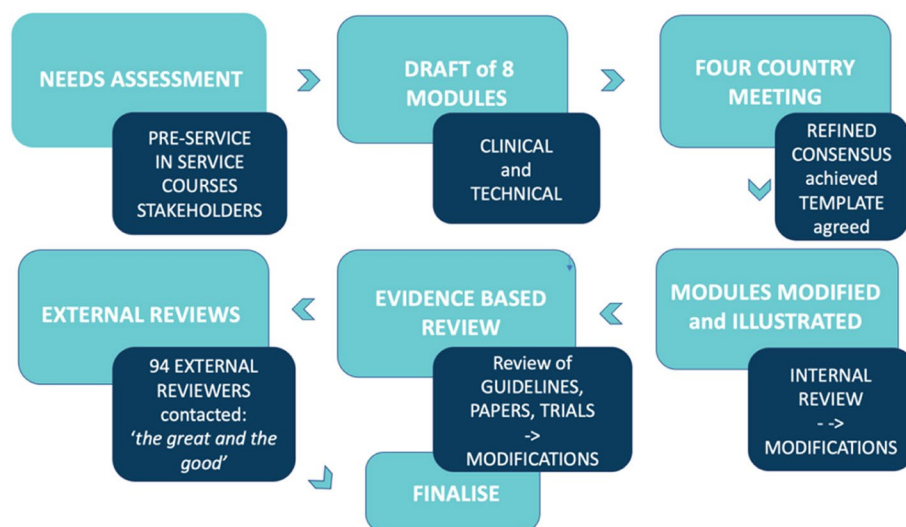 NEEDS ASSESSMENT
PRE-SERVICE
IN SERVICE
COURSES
STAKEHOLDERS
DRAFT of 8
MODULES
CLINICAL
and
TECHNICAL
FOUR COUNTRY
MEETING
REFINED
CONSENSUS
achieved
TEMPLATE
agreed
MODULES MODIFIED
and ILLUSTRATED
INTERNAL
REVIEW
- ->
MODIFICATIONS
EVIDENCE BASED
REVIEW
Review of
GUIDELINES,
PAPERS, TRIALS
->
MODIFICATIONS
EXTERNAL REVIEWS
94 EXTERNAL
REVIEWERS
contacted:
‘the great and the
good’
FINALISE